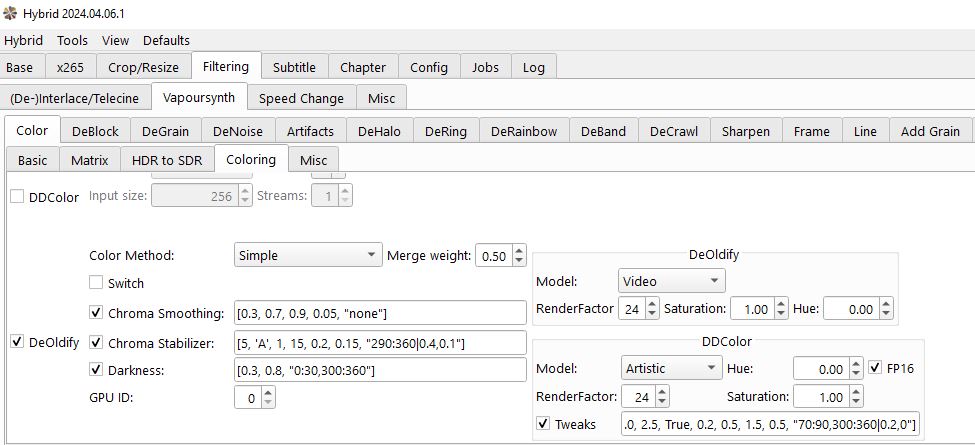 Hybrid 2024.04.06.1
Hybrid Tools View Defaults
Base x265 Crop/Resize Filtering Subtitle Chapter Config Jobs Log
(De-)Interlace/Telecine Vapoursynth Speed Change Misc
Color DeBlock DeGrain DeNoise Artifacts DeHalo DeRing DeRainbow DeBand DeCrawl Sharpen Frame Line Add Grain
Basic Matrix HDR to SDR Coloring Misc
DDColor Input size: 256 Streams: 1
Color Method: Simple Merge weight: 0.50
Switch
Chroma Smoothing: [0.3, 0.7, 0.9, 0.05, "none"]
DeOldify Chroma Stabilizer: [5, 'A', 1, 15, 0.2, 0.15, "290:360|0.4,0.1"]
Darkness: [0.3, 0.8, "0:30,300:360"]
GPU ID: 0
DeOldify
Model: Video
RenderFactor 24 Saturation: 1.00 Hue: 0.00
DDColor
Model: Artistic Hue: 0.00 FP16
RenderFactor: 24 Saturation: 1.00
Tweaks .0, 2.5, True, 0.2, 0.5, 1.5, 0.5, "70:90,300:360|0.2,0"]